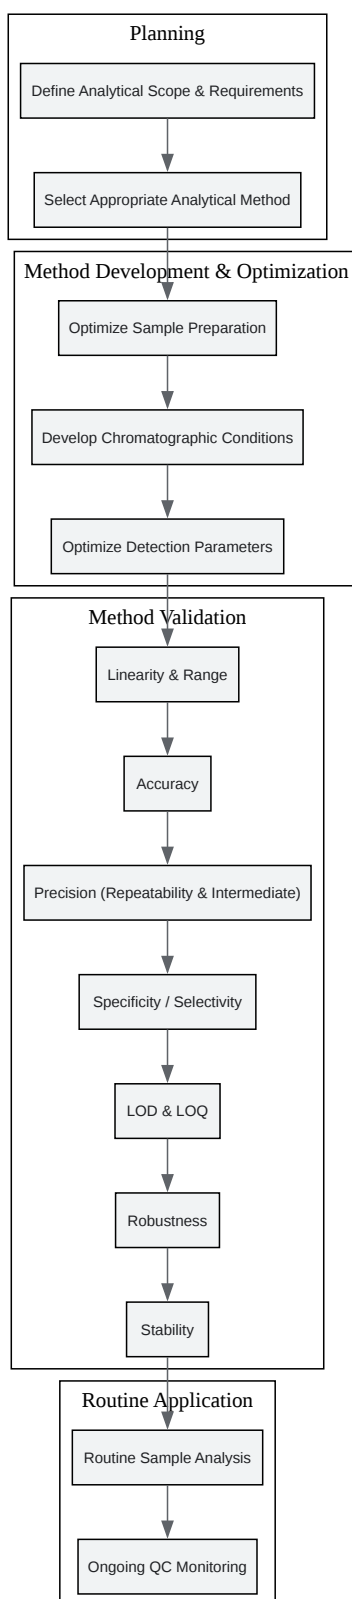 Planning
Define Analytical Scope & Requirements
Select Appropriate Analytical Method
Method Development & Optimization
Optimize Sample Preparation
Develop Chromatographic Conditions
Optimize Detection Parameters
Method Validation
Linearity & Range
Accuracy
Precision (Repeatability & Intermediate)
Specificity / Selectivity
LOD & LOQ
Robustness
Stability
Routine Application
Routine Sample Analysis
Ongoing QC Monitoring